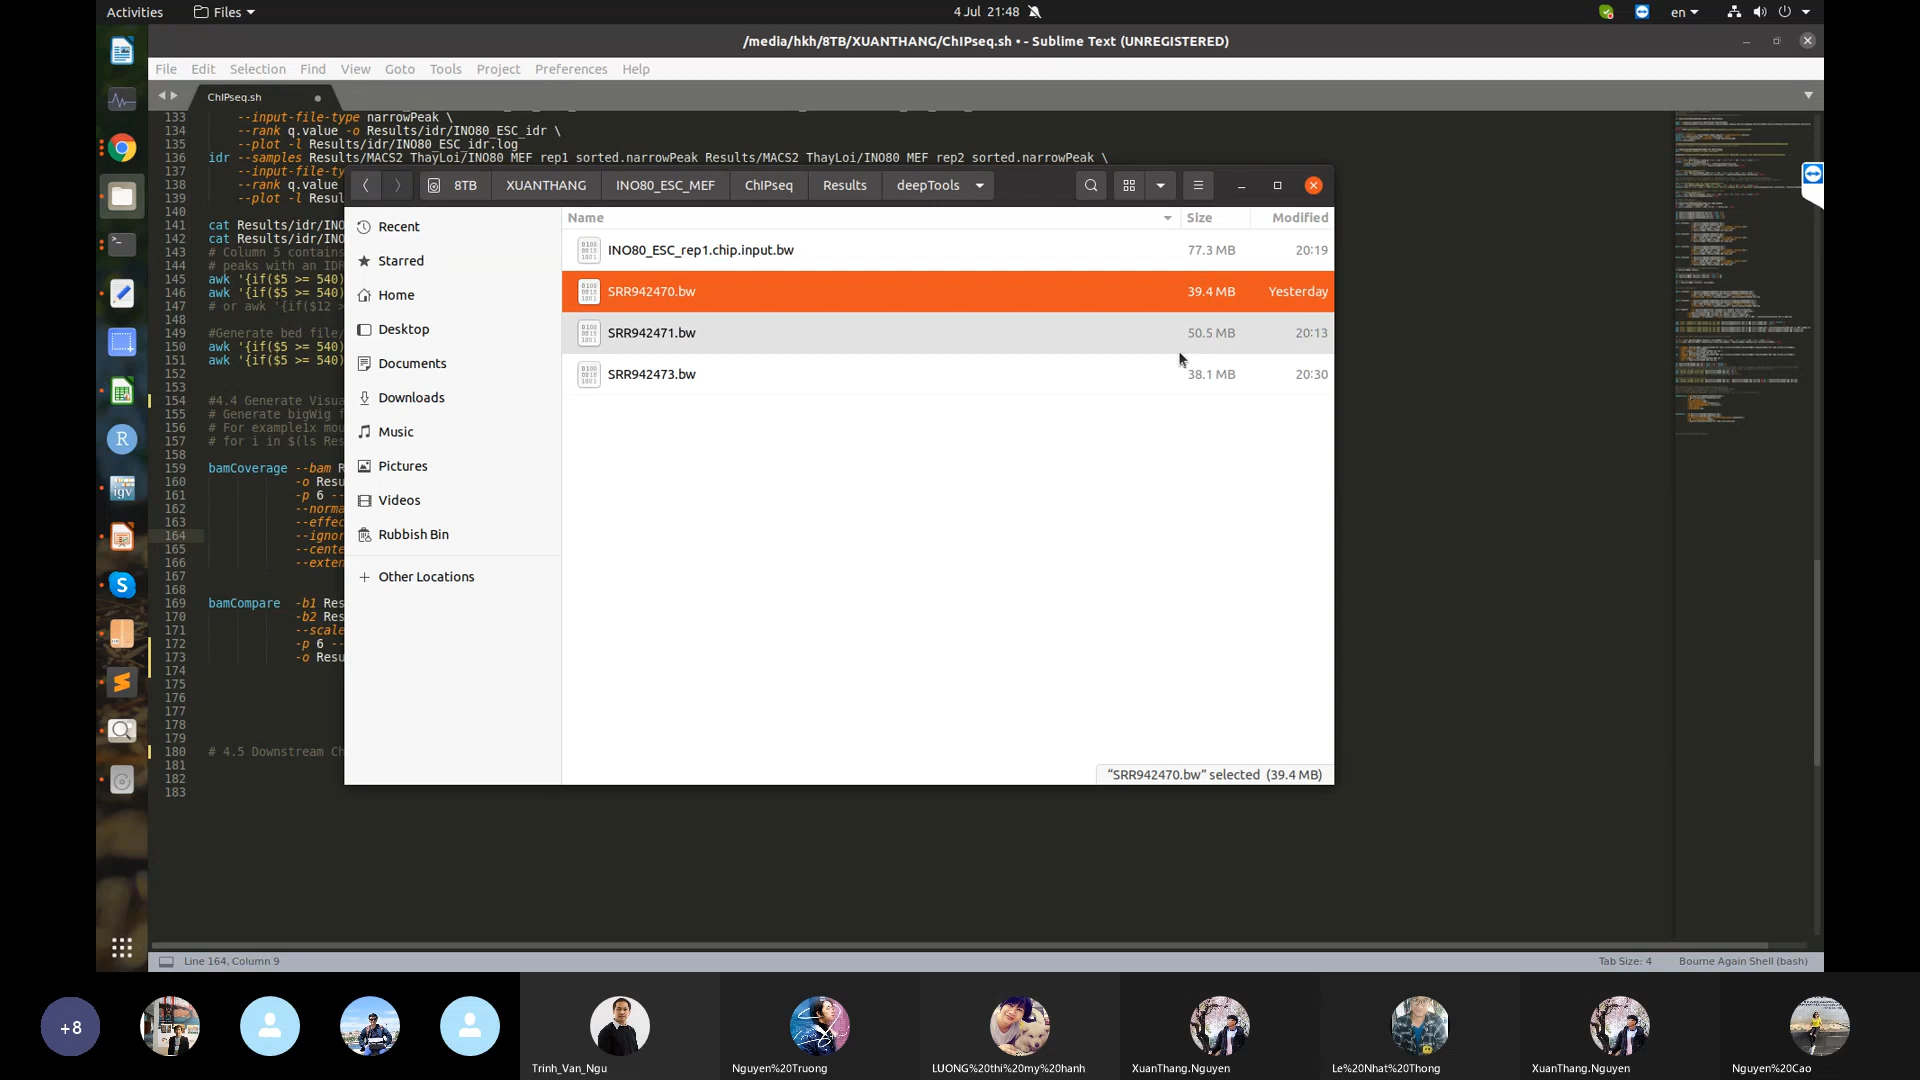 Activities
Files
4 Jul 21:48
en
/media/hkh/8TB/XUANTHANG/ChIPseq.sh • - Sublime Text (UNREGISTERED)
File Edit Selection Find View Goto Tools Project Preferences Help
ChIPseq.sh
133 --input-file-type narrowPeak \
134 --rank q.value -o Results/idr/INO80_ESC_idr \
135 --plot -l Results/idr/INO80_ESC_idr.log
136 idr --samples Results/MACS2_ThayLoi/INO80_MEF_rep1_sorted.narrowPeak Results/MACS2_ThayLoi/INO80_MEF_rep2_sorted.narrowPeak \
137 --input-file-ty
138 --rank q.value
139 --plot -l Resul
140
141 cat Results/idr/INO
142 cat Results/idr/INO
143 # Column 5 contains
144 # peaks with an IDR
145 awk '{if($5 >= 540)
146 awk '{if($5 >= 540)
147 # or awk '{if($12 >
148
149 #Generate bed file/
150 awk '{if($5 >= 540)
151 awk '{if($5 >= 540)
152
153
154 #4.4 Generate Visua
155 # Generate bigWig f
156 # For example1x mou
157 # for i in $(ls Res
158
159 bamCoverage --bam R
160 -o Resu
161 -p 6 --
162 --norma
163 --effec
164 --ignor
165 --cente
166 --exten
167
168
169 bamCompare -b1 Res
170 -b2 Res
171 --scale
172 -p 6 --
173 -o Resu
174
175
176
177
178
179
180 # 4.5 Downstream Ch
181
182
183
8TB XUANTHANG INO80_ESC_MEF ChIPseq Results deepTools
Recent
Starred
Home
Desktop
Documents
Downloads
Music
Pictures
Videos
Rubbish Bin
Other Locations
Name Size Modified
INO80_ESC_rep1.chip.input.bw 77.3 MB 20:19
SRR942470.bw 39.4 MB Yesterday
SRR942471.bw 50.5 MB 20:13
SRR942473.bw 38.1 MB 20:30
“SRR942470.bw” selected (39.4 MB)
R
igv
S
Line 164, Column 9
Tab Size: 4
Bourne Again Shell (bash)
+8
Trinh_Van_Ngu
Nguyen%20Truong
LUONG%20thi%20my%20hanh
XuanThang.Nguyen
Le%20Nhat%20Thong
XuanThang.Nguyen
Nguyen%20Cao